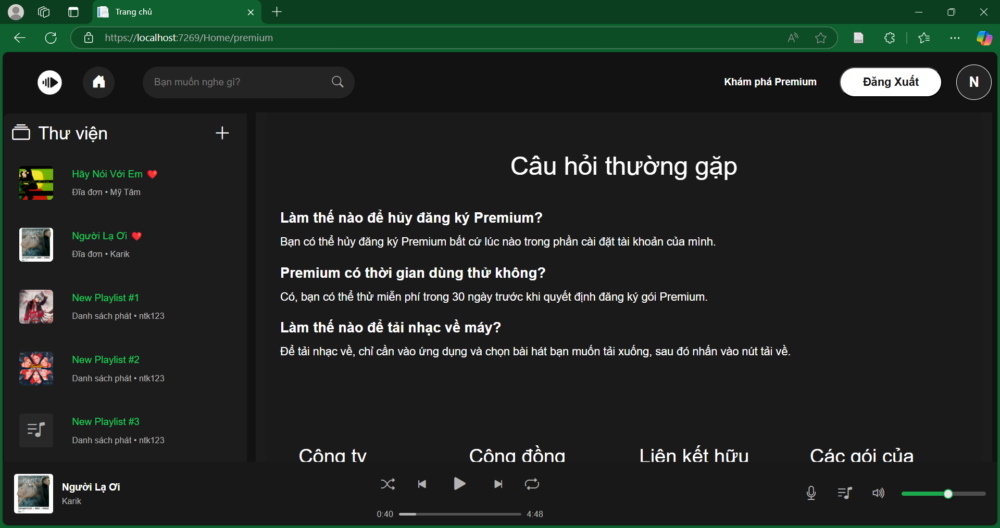 Trang chủ
https://localhost:7269/Home/premium
Bạn muốn nghe gì?
Khám phá Premium
Đăng Xuất
N
Thư viện
Hãy Nói Với Em ❤️
Đĩa đơn • Mỹ Tâm
Người Lạ Ơi ❤️
Đĩa đơn • Karik
New Playlist #1
Danh sách phát • ntk123
New Playlist #2
Danh sách phát • ntk123
New Playlist #3
Danh sách phát • ntk123
Câu hỏi thường gặp
Làm thế nào để hủy đăng ký Premium?
Bạn có thể hủy đăng ký Premium bất cứ lúc nào trong phần cài đặt tài khoản của mình.
Premium có thời gian dùng thử không?
Có, bạn có thể thử miễn phí trong 30 ngày trước khi quyết định đăng ký gói Premium.
Làm thế nào để tải nhạc về máy?
Để tải nhạc về, chỉ cần vào ứng dụng và chọn bài hát bạn muốn tải xuống, sau đó nhấn vào nút tải về.
Công ty
Cộng đồng
Liên kết hữu
Các gói của
Người Lạ Ơi
Karik
0:40
4:48